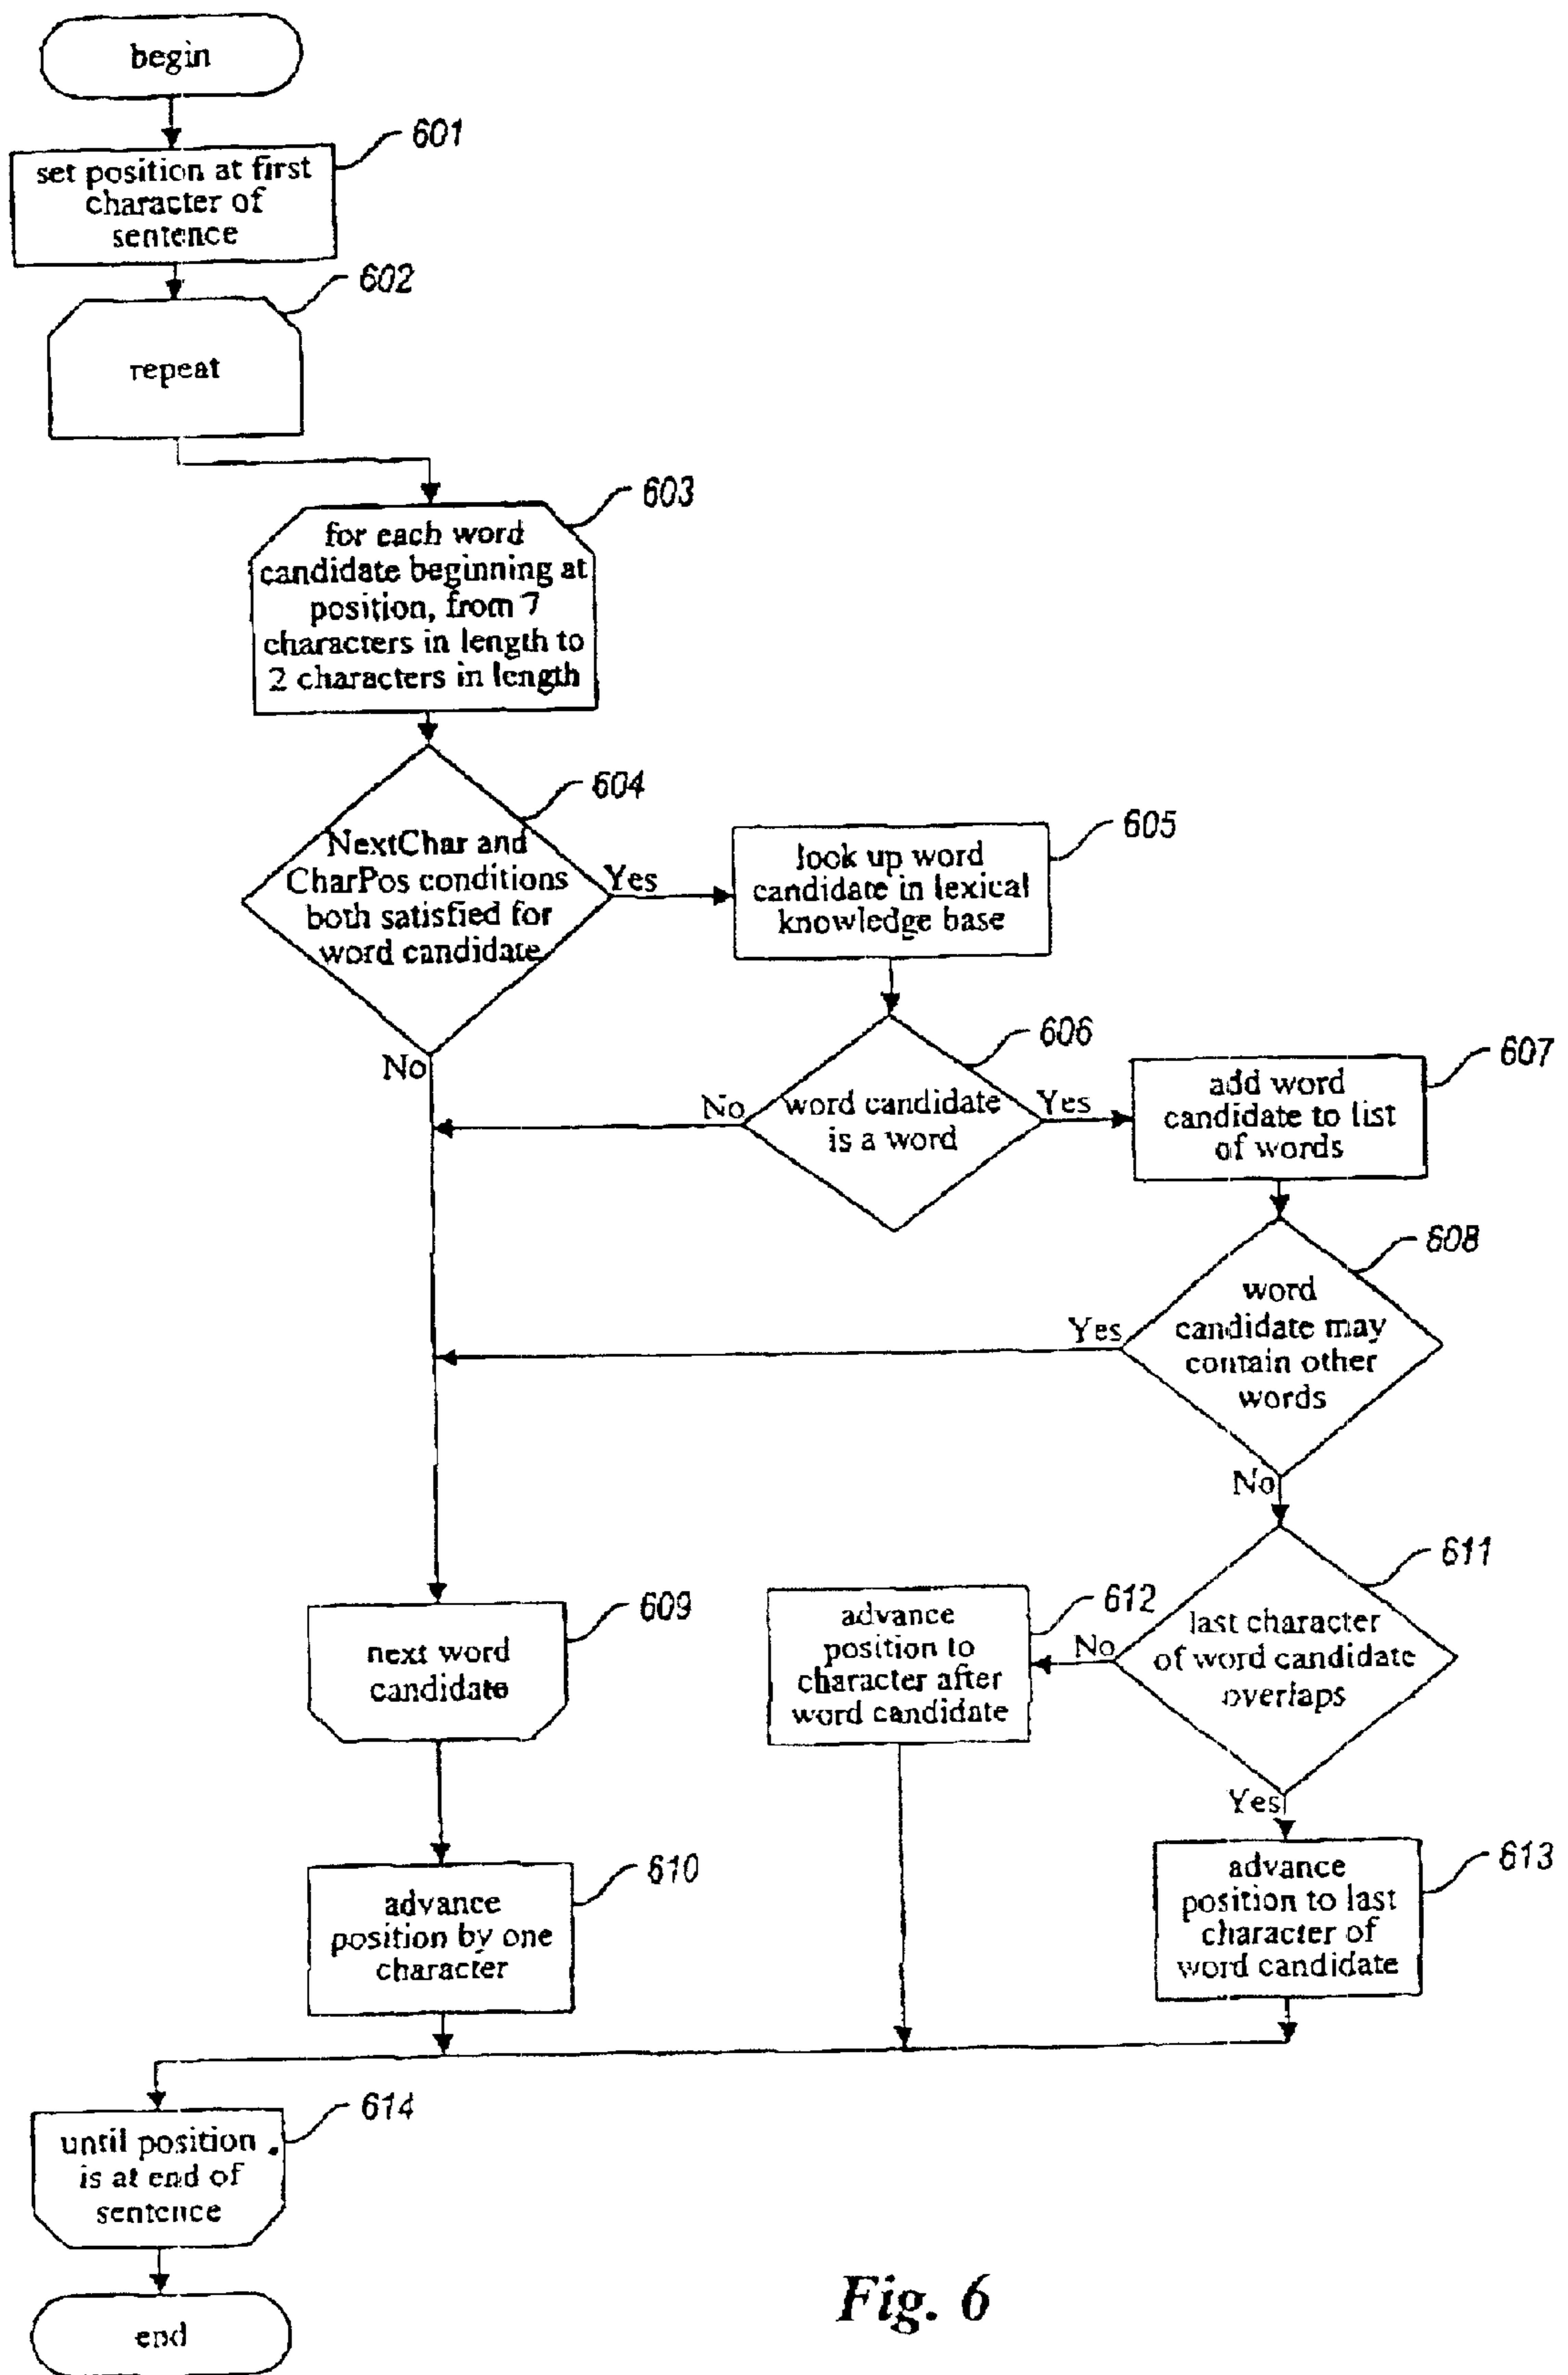 begin
601
set position at first
character of
sentence
602
repeat
603
for each word
candidate beginning at
position, from 7
characters in length to
2 characters in length
604
NextChar and
CharPos conditions
both satisfied for
word candidate
Yes
No
605
look up word
candidate in lexical
knowledge base
606
word candidate
is a word
No
Yes
607
add word
candidate to list
of words
608
word
candidate may
contain other
words
Yes
No
609
next word
candidate
610
advance
position by one
character
611
last character
of word candidate
overlaps
No
Yes
612
advance
position to
character after
word candidate
613
advance
position to last
character of
word candidate
614
until position
is at end of
sentence
end
Fig. 6